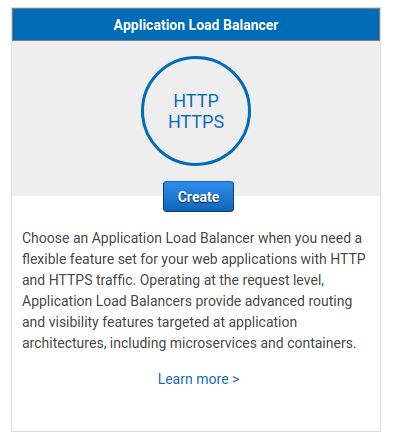 Application Load Balancer
HTTP
HTTPS
Create
Choose an Application Load Balancer when you need a
flexible feature set for your web applications with HTTP
and HTTPS traffic. Operating at the request level,
Application Load Balancers provide advanced routing
and visibility features targeted at application
architectures, including microservices and containers.
Learn more >